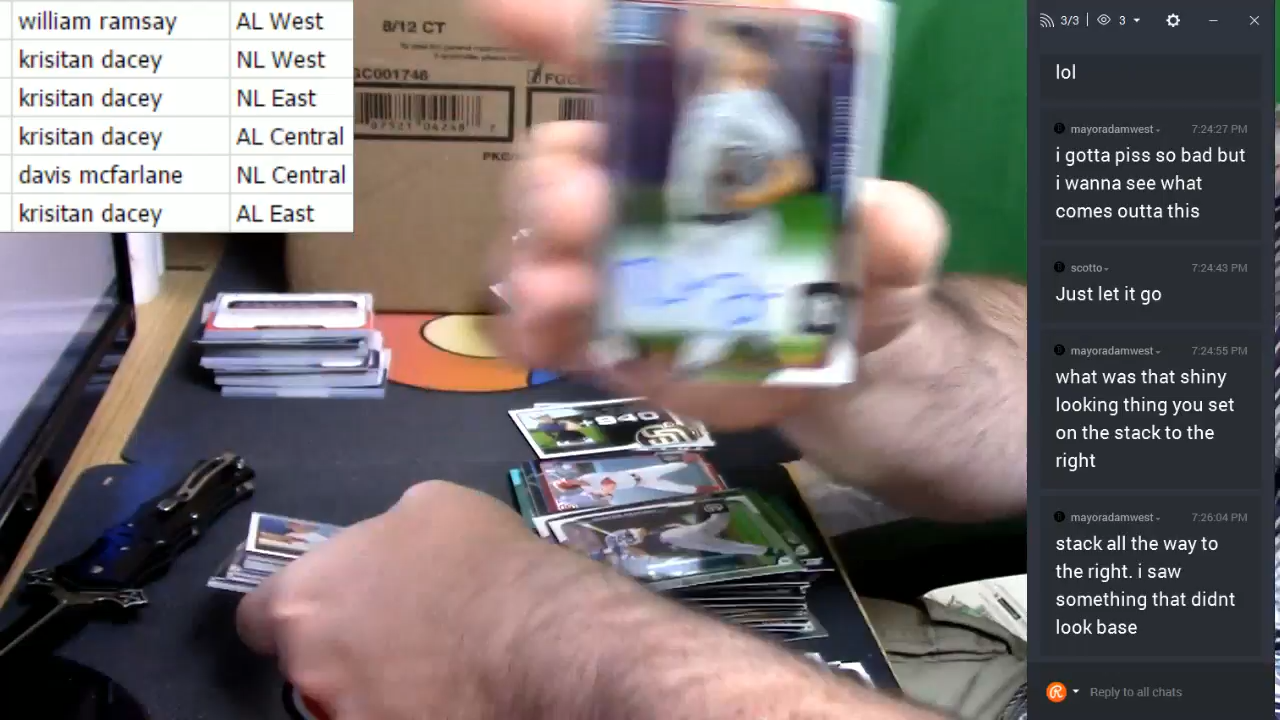 william ramsay AL West
krisitan dacey NL West
krisitan dacey NL East
krisitan dacey AL Central
davis mcfarlane NL Central
krisitan dacey AL East
8/12 CT
GC001746
FGC
PKG
+940
SD
3/3 3
lol
mayoradamwest 7:24:27 PM
i gotta piss so bad but
i wanna see what
comes outta this
scotto 7:24:43 PM
Just let it go
mayoradamwest 7:24:55 PM
what was that shiny
looking thing you set
on the stack to the
right
mayoradamwest 7:26:04 PM
stack all the way to
the right. i saw
something that didnt
look base
Reply to all chats